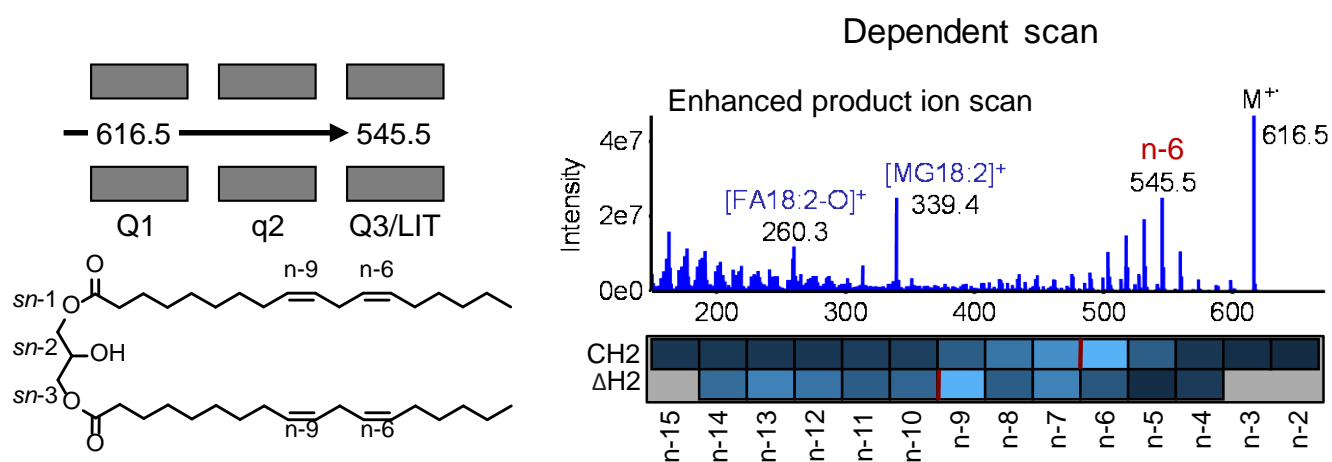 Dependent scan
616.5 545.5
Q1 q2 Q3/LIT
n-9 n-6
O
sn-1
O
sn-2
OH
sn-3
O
O
n-9 n-6
Enhanced product ion scan
M+·
616.5
n-6
545.5
[MG18:2]+
339.4
[FA18:2-O]+
260.3
Intensity
4e7
2e7
0e0
200 300 400 500 600
CH2
ΔH2
n-15 n-14 n-13 n-12 n-11 n-10 n-9 n-8 n-7 n-6 n-5 n-4 n-3 n-2